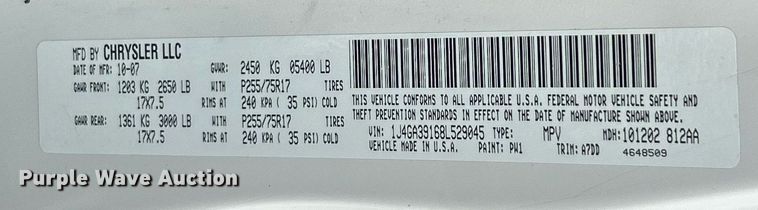 MFD BY CHRYSLER LLC
DATE OF MFR: 10-07 GVWR: 2450 KG 05400 LB
GAWR FRONT: 1203 KG 2650 LB WITH P255/75R17 TIRES
17X7.5 RIMS AT 240 KPA ( 35 PSI) COLD
GAWR REAR: 1361 KG 3000 LB WITH P255/75R17 TIRES
17X7.5 RIMS AT 240 KPA ( 35 PSI) COLD
THIS VEHICLE CONFORMS TO ALL APPLICABLE U.S.A. FEDERAL MOTOR VEHICLE SAFETY AND
THEFT PREVENTION STANDARDS IN EFFECT ON THE DATE OF MANUFACTURE SHOWN ABOVE.
VIN: 1J4GA39168L529045 TYPE: MPV MDH: 101202 812AA
VEHICLE MADE IN U.S.A. PAINT: PW1 TRIM: A7DD
4648509
Purple Wave Auction